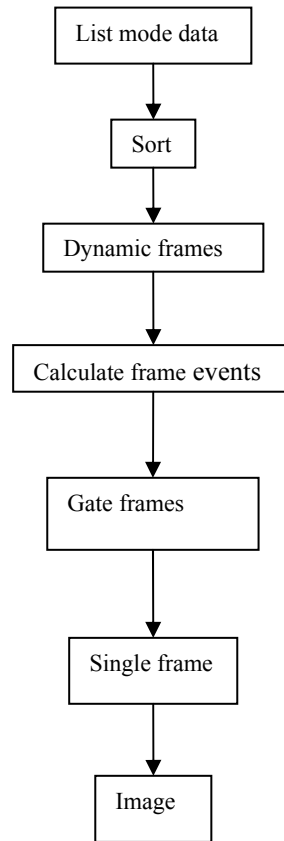 List mode data
Sort
Dynamic frames
Calculate frame events
Gate frames
Single frame
Image